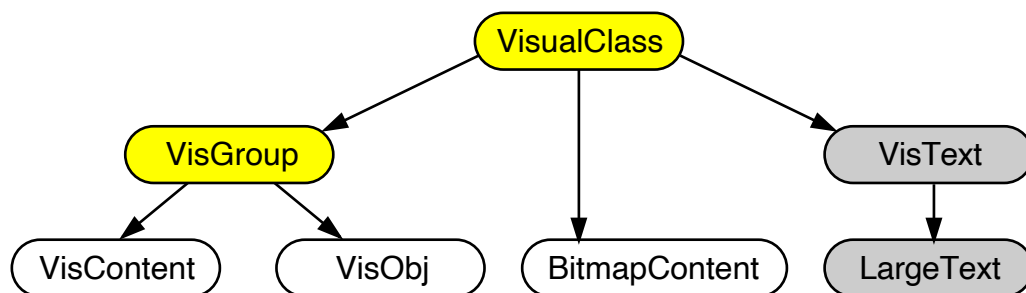 VisualClass
VisGroup
VisText
VisContent
VisObj
BitmapContent
LargeText